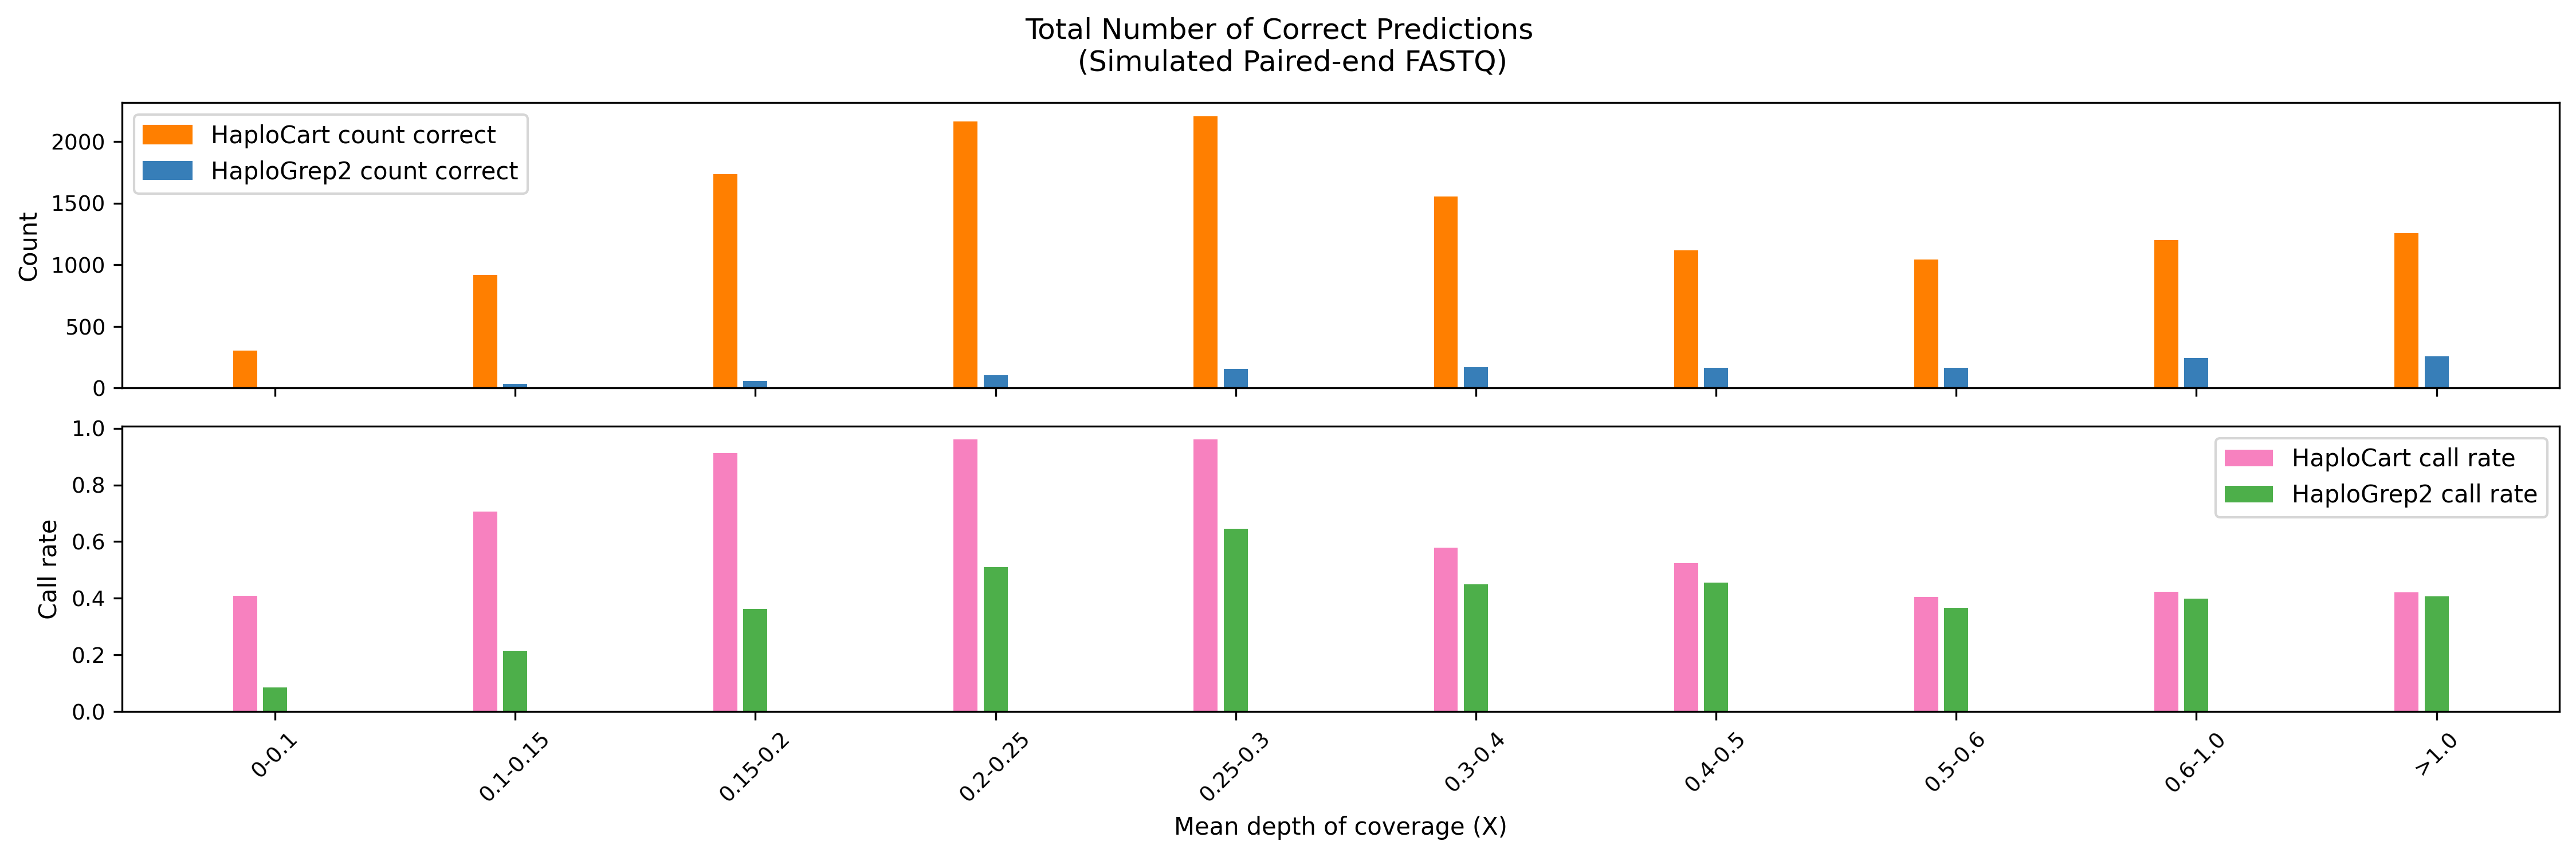 Total Number of Correct Predictions
(Simulated Paired-end FASTQ)
HaploCart count correct
HaploGrep2 count correct
Count
2000
1500
1000
500
0
HaploCart call rate
HaploGrep2 call rate
Call rate
1.0
0.8
0.6
0.4
0.2
0.0
0-0.1
0.1-0.15
0.15-0.2
0.2-0.25
0.25-0.3
0.3-0.4
0.4-0.5
0.5-0.6
0.6-1.0
>1.0
Mean depth of coverage (X)